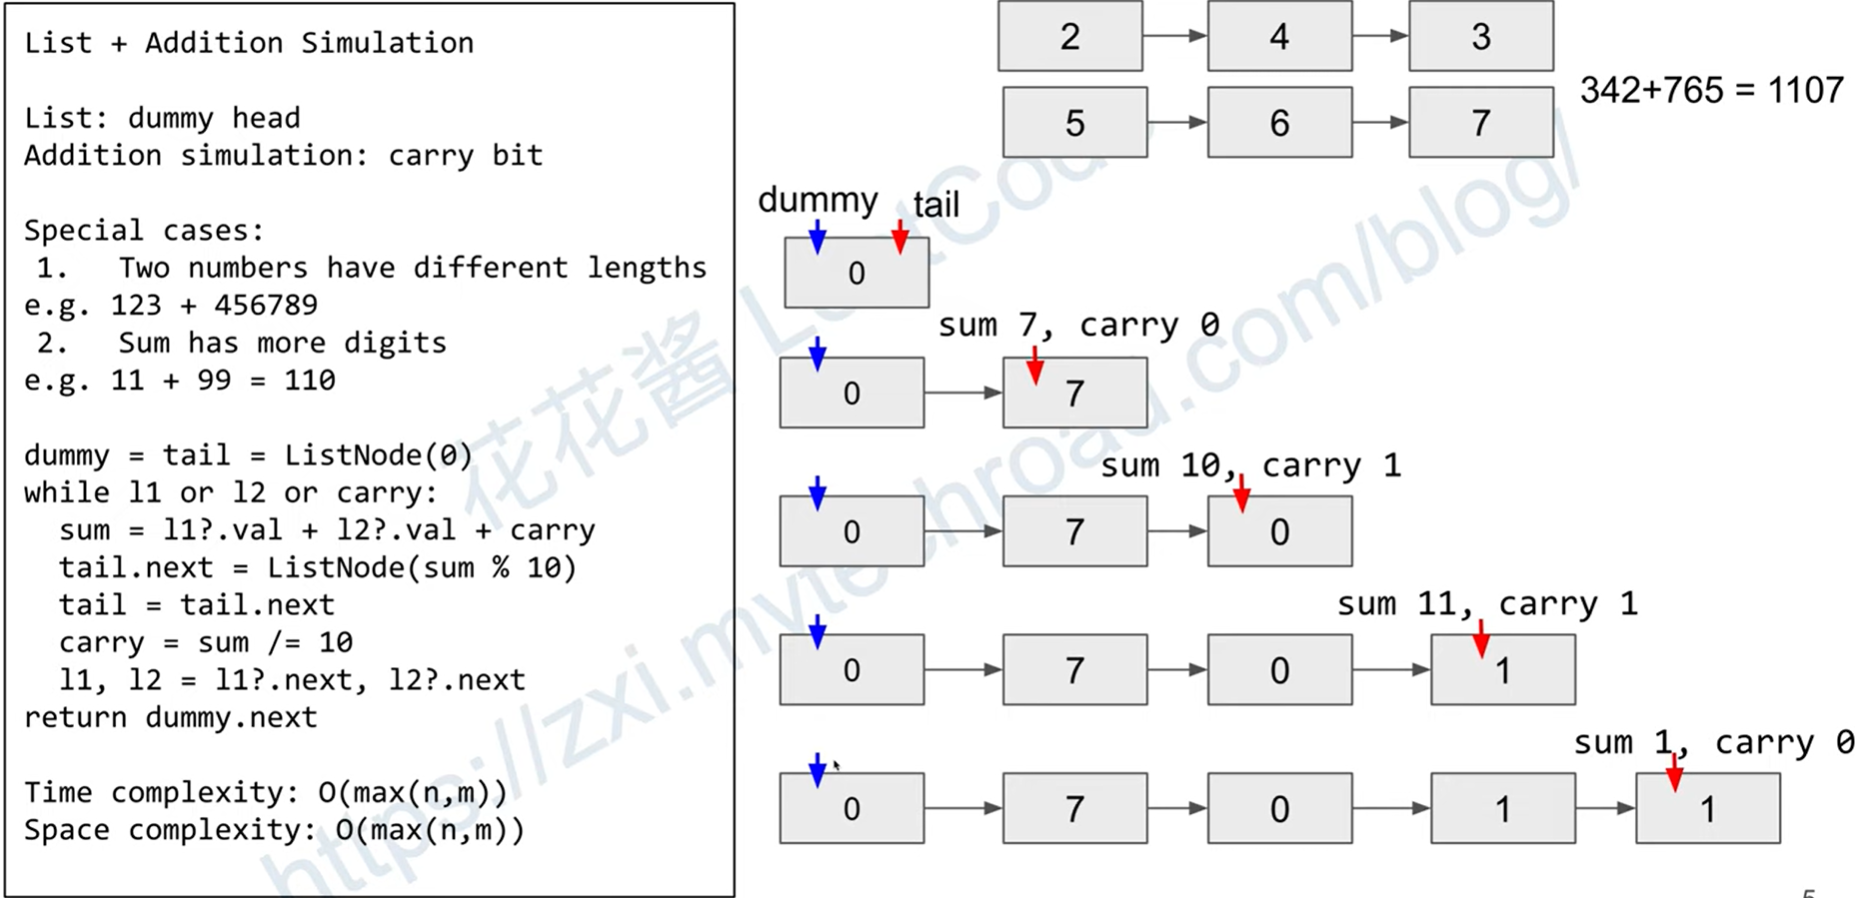 List + Addition Simulation
List: dummy head
Addition simulation: carry bit
Special cases:
1. Two numbers have different lengths
e.g. 123 + 456789
2. Sum has more digits
e.g. 11 + 99 = 110
dummy = tail = ListNode(0)
while l1 or l2 or carry:
sum = l1?.val + l2?.val + carry
tail.next = ListNode(sum % 10)
tail = tail.next
carry = sum /= 10
l1, l2 = l1?.next, l2?.next
return dummy.next
Time complexity: O(max(n,m))
Space complexity: O(max(n,m))
2 4 3
342+765 = 1107
5 6 7
dummy tail
0
sum 7, carry 0
0 7
sum 10, carry 1
0 7 0
sum 11, carry 1
0 7 0 1
sum 1, carry 0
0 7 0 1 1
花花酱 LeetCode
https://zxi.mytechroad.com/blog/
5